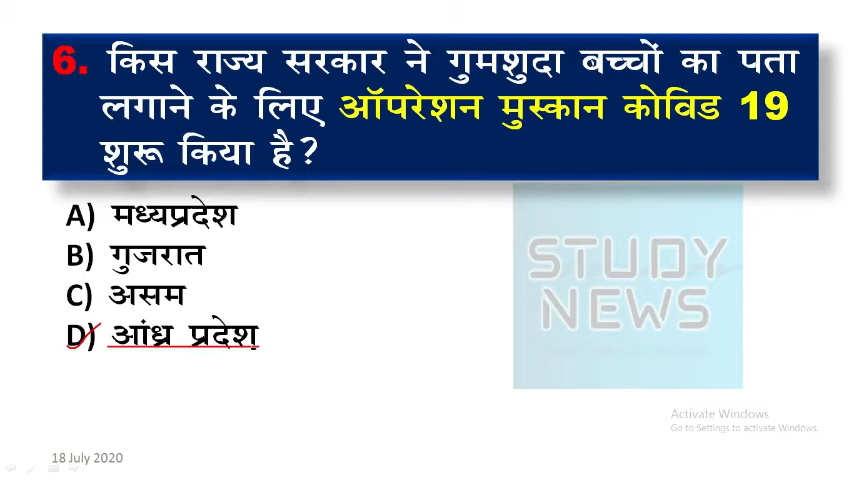 6. किस राज्य सरकार ने गुमशुदा बच्चों का पता
लगाने के लिए ऑपरेशन मुस्कान कोविड 19
शुरू किया है?
A) मध्यप्रदेश
B) गुजरात
C) असम
D) आंध्र प्रदेश
STUDY
NEWS
Activate Windows
Go to Settings to activate Windows.
18 July 2020